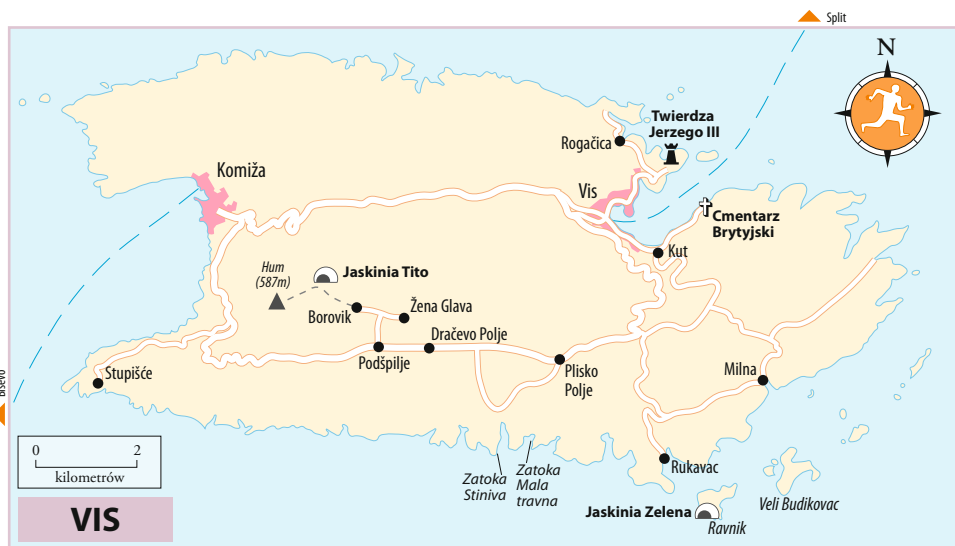 Split
N
Twierdza
Jerzego III
Rogačica
Komiža
Vis
Cmentarz
Brytyjski
Kut
Hum
(587m)
Jaskinia Tito
Borovik
Žena Glava
Dračevo Polje
Podšpilje
Plisko
Polje
Milna
Stupišće
Biševo
0 2
kilometrów
Zatoka
Stiniva
Zatoka
Mala
travna
Rukavac
Jaskinia Zelena
Ravnik
Veli Budikovac
VIS